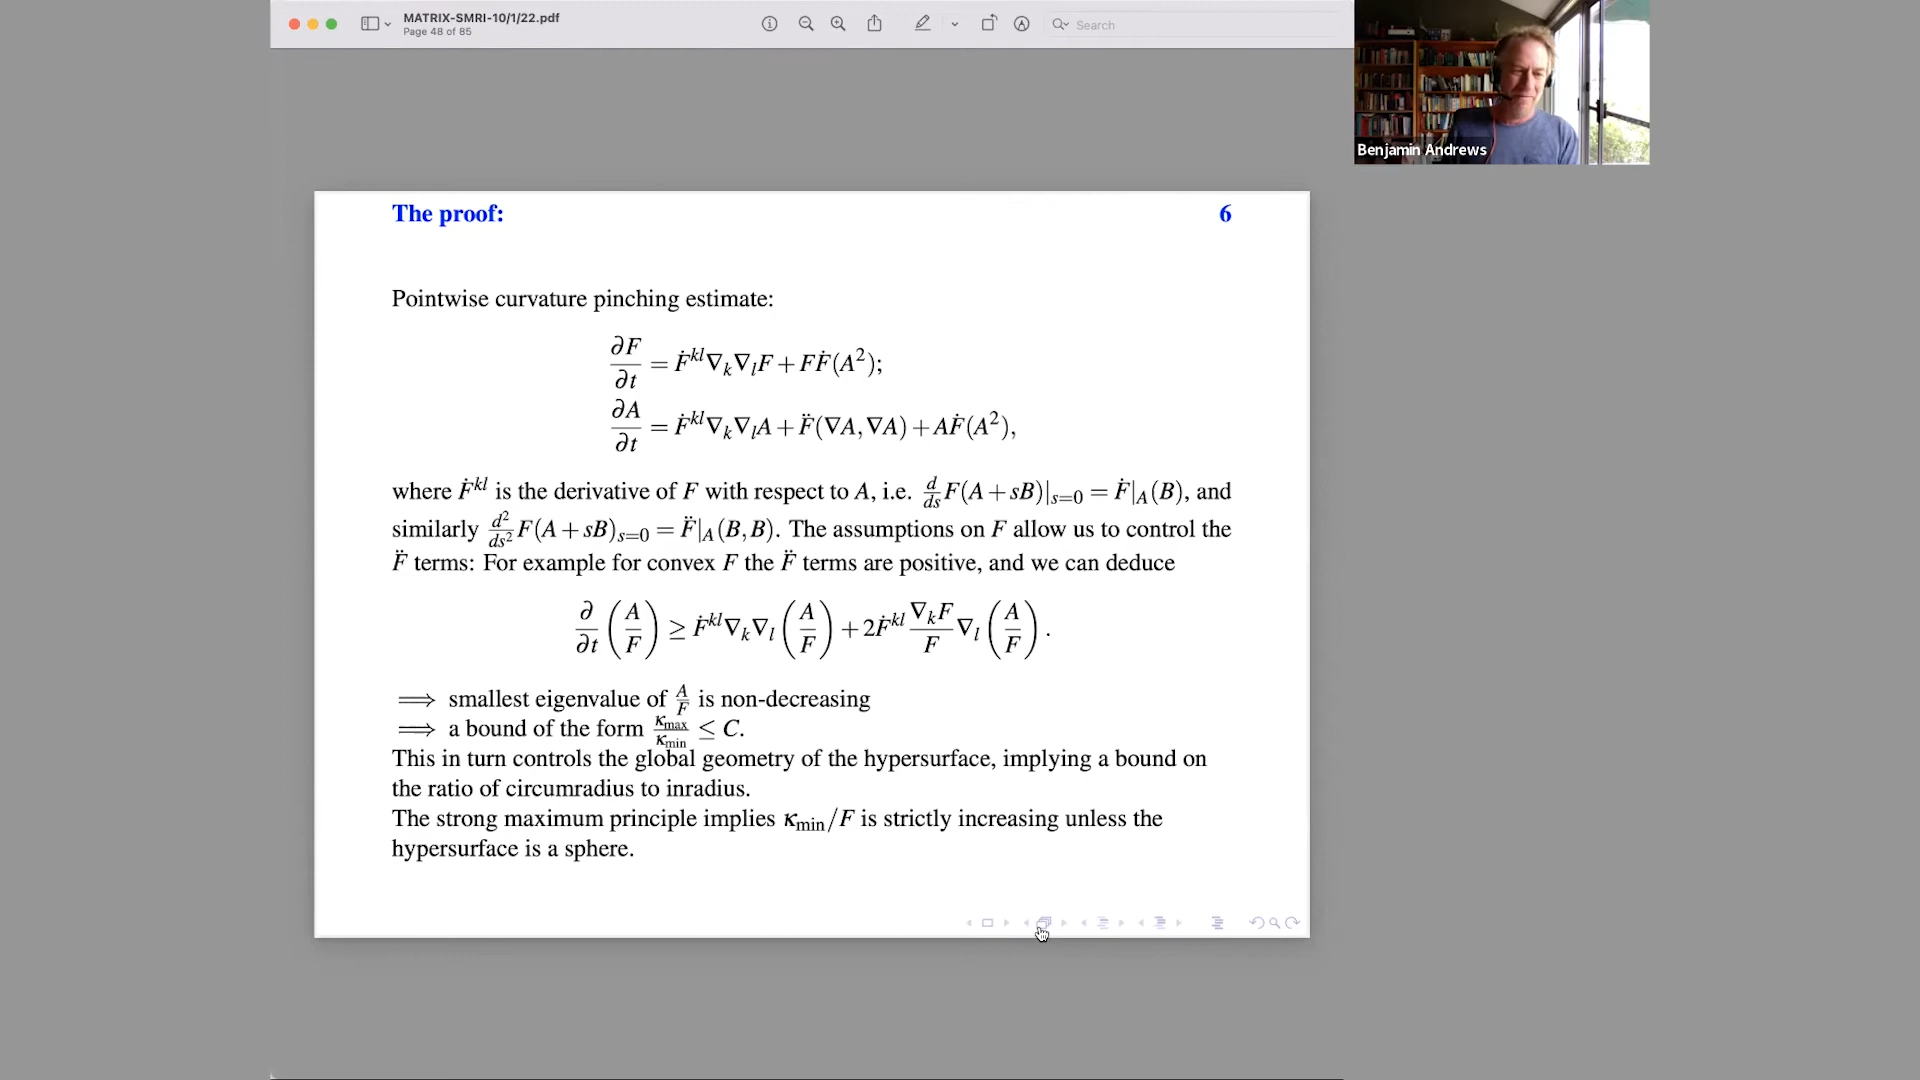 MATRIX-SMRI-10/1/22.pdf
Page 48 of 85
Search
Benjamin Andrews
The proof: 6
Pointwise curvature pinching estimate:
∂F/∂t = Ḟ^{kl}∇_k∇_lF + FḞ(A²);
∂A/∂t = Ḟ^{kl}∇_k∇_lA + F̈(∇A,∇A) + AḞ(A²),
where Ḟ^{kl} is the derivative of F with respect to A, i.e. d/ds F(A+sB)|_{s=0} = Ḟ|_A(B), and
similarly d²/ds² F(A+sB)_{s=0} = F̈|_A(B,B). The assumptions on F allow us to control the
F̈ terms: For example for convex F the F̈ terms are positive, and we can deduce
∂/∂t (A/F) ≥ Ḟ^{kl}∇_k∇_l (A/F) + 2Ḟ^{kl} ∇_kF/F ∇_l (A/F).
⟹ smallest eigenvalue of A/F is non-decreasing
⟹ a bound of the form κ_max/κ_min ≤ C.
This in turn controls the global geometry of the hypersurface, implying a bound on
the ratio of circumradius to inradius.
The strong maximum principle implies κ_min/F is strictly increasing unless the
hypersurface is a sphere.